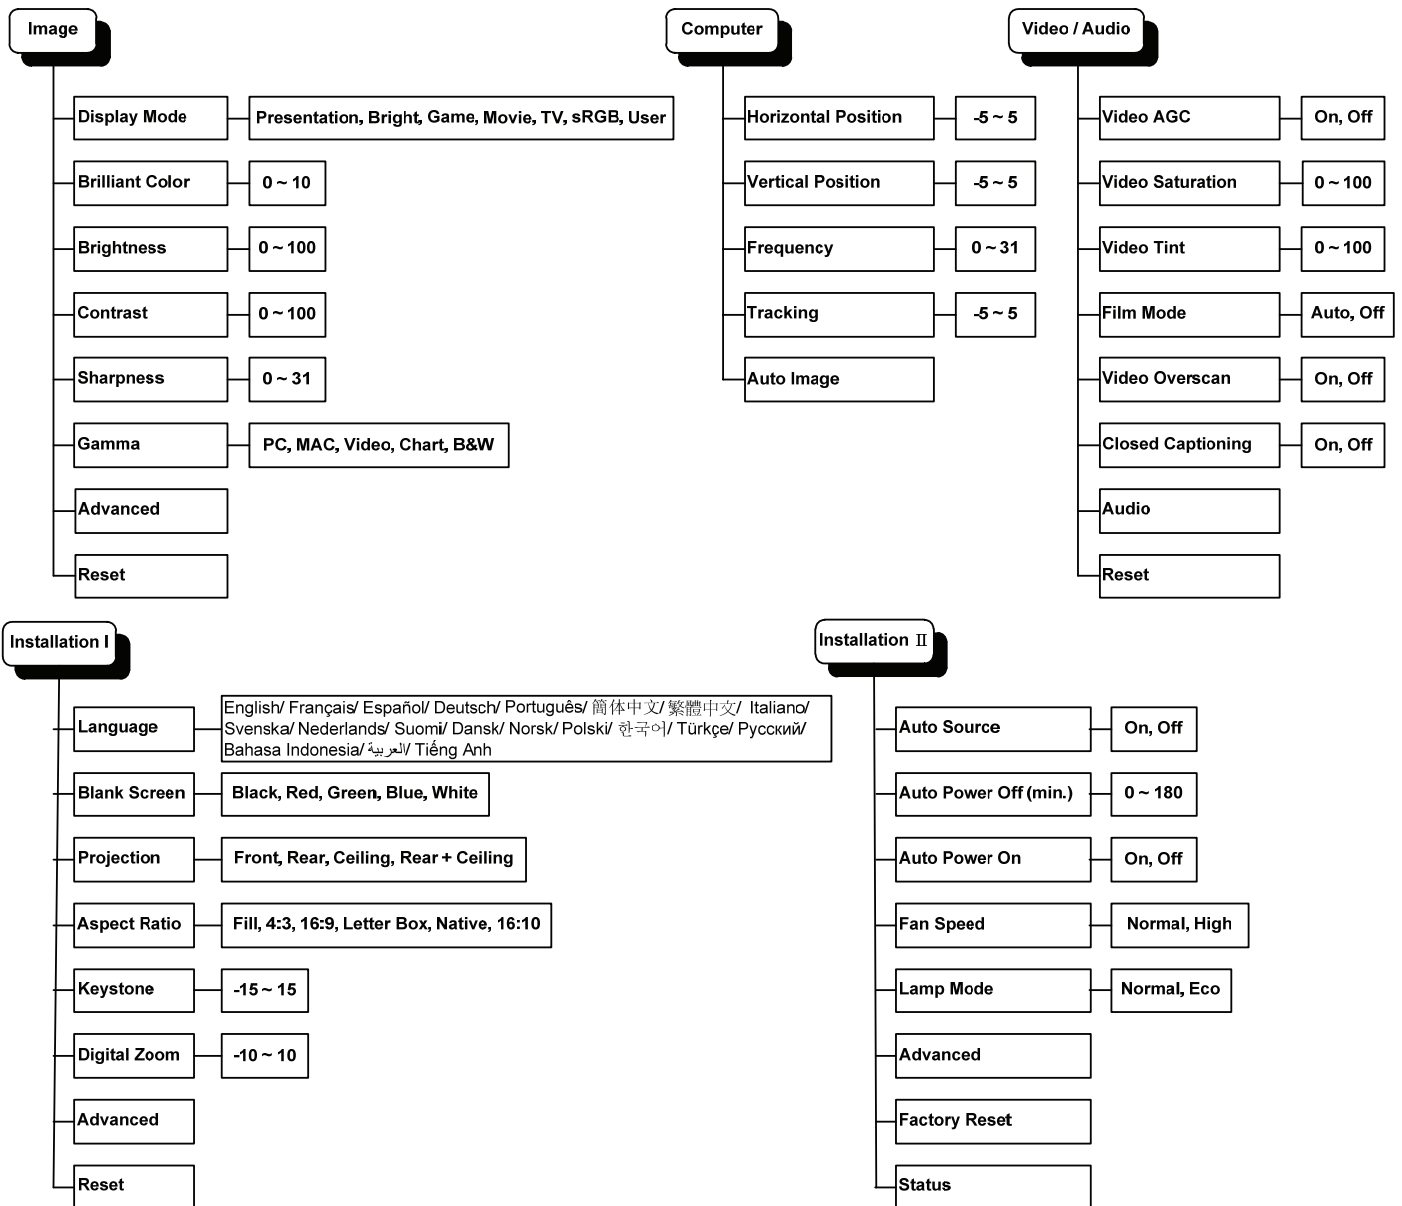 Image
Display Mode
Presentation, Bright, Game, Movie, TV, sRGB, User
Brilliant Color
0 ~ 10
Brightness
0 ~ 100
Contrast
0 ~ 100
Sharpness
0 ~ 31
Gamma
PC, MAC, Video, Chart, B&W
Advanced
Reset
Computer
Horizontal Position
-5 ~ 5
Vertical Position
-5 ~ 5
Frequency
0 ~ 31
Tracking
-5 ~ 5
Auto Image
Video / Audio
Video AGC
On, Off
Video Saturation
0 ~ 100
Video Tint
0 ~ 100
Film Mode
Auto, Off
Video Overscan
On, Off
Closed Captioning
On, Off
Audio
Reset
Installation I
Language
English/ Français/ Español/ Deutsch/ Português/ 簡体中文/ 繁體中文/ Italiano/
Svenska/ Nederlands/ Suomi/ Dansk/ Norsk/ Polski/ 한국어/ Türkçe/ Русский/
Bahasa Indonesia/ العربية/ Tiếng Anh
Blank Screen
Black, Red, Green, Blue, White
Projection
Front, Rear, Ceiling, Rear + Ceiling
Aspect Ratio
Fill, 4:3, 16:9, Letter Box, Native, 16:10
Keystone
-15 ~ 15
Digital Zoom
-10 ~ 10
Advanced
Reset
Installation II
Auto Source
On, Off
Auto Power Off (min.)
0 ~ 180
Auto Power On
On, Off
Fan Speed
Normal, High
Lamp Mode
Normal, Eco
Advanced
Factory Reset
Status